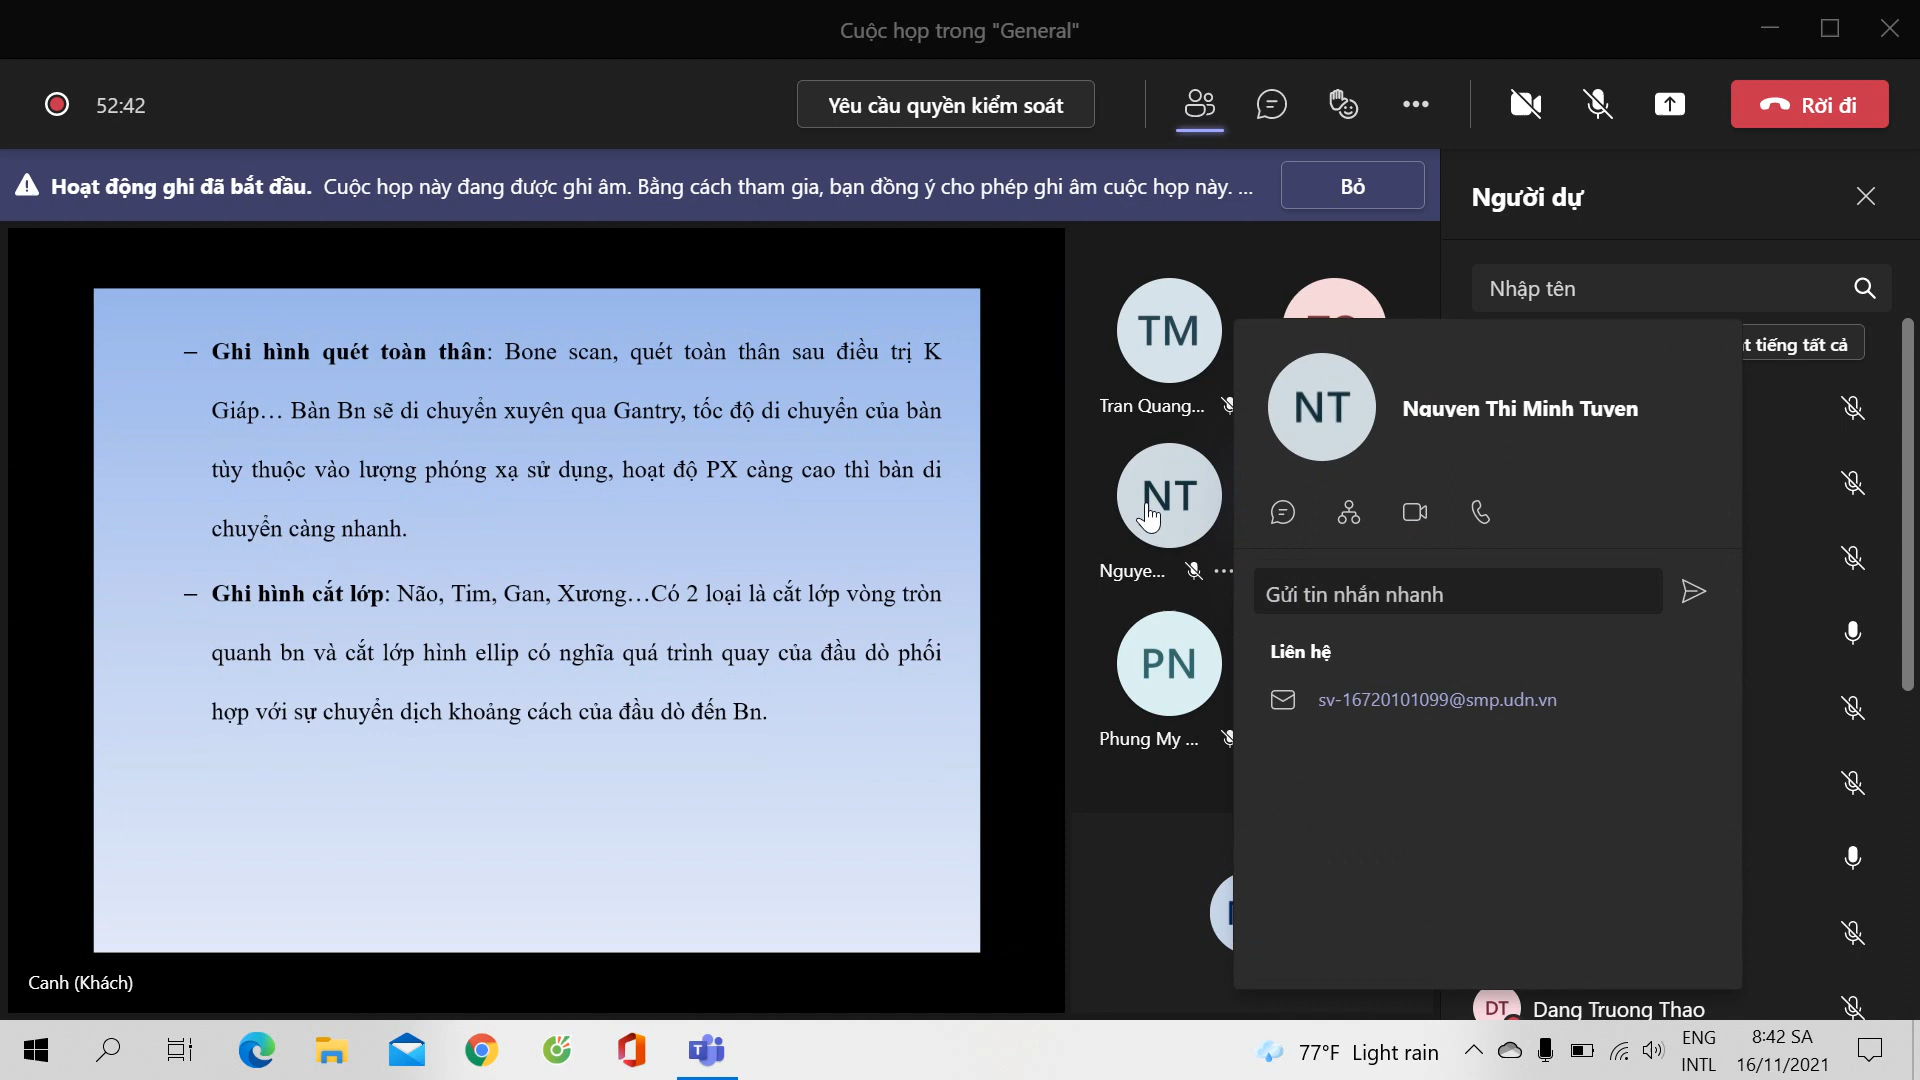 Cuộc họp trong "General"
52:42
Yêu cầu quyền kiểm soát
Rời đi
Hoạt động ghi đã bắt đầu. Cuộc họp này đang được ghi âm. Bằng cách tham gia, bạn đồng ý cho phép ghi âm cuộc họp này. ...
Bỏ
Người dự
Nhập tên
t tiếng tất cả
– Ghi hình quét toàn thân: Bone scan, quét toàn thân sau điều trị K
Giáp… Bàn Bn sẽ di chuyển xuyên qua Gantry, tốc độ di chuyển của bàn
tùy thuộc vào lượng phóng xạ sử dụng, hoạt độ PX càng cao thì bàn di
chuyển càng nhanh.
– Ghi hình cắt lớp: Não, Tim, Gan, Xương…Có 2 loại là cắt lớp vòng tròn
quanh bn và cắt lớp hình ellip có nghĩa quá trình quay của đầu dò phối
hợp với sự chuyển dịch khoảng cách của đầu dò đến Bn.
Canh (Khách)
TM
Tran Quang...
NT
Nguye...
PN
Phung My ...
NT
Nguyen Thi Minh Tuyen
Gửi tin nhắn nhanh
Liên hệ
sv-16720101099@smp.udn.vn
DT
Dang Truong Thao
77°F Light rain
ENG
INTL
8:42 SA
16/11/2021